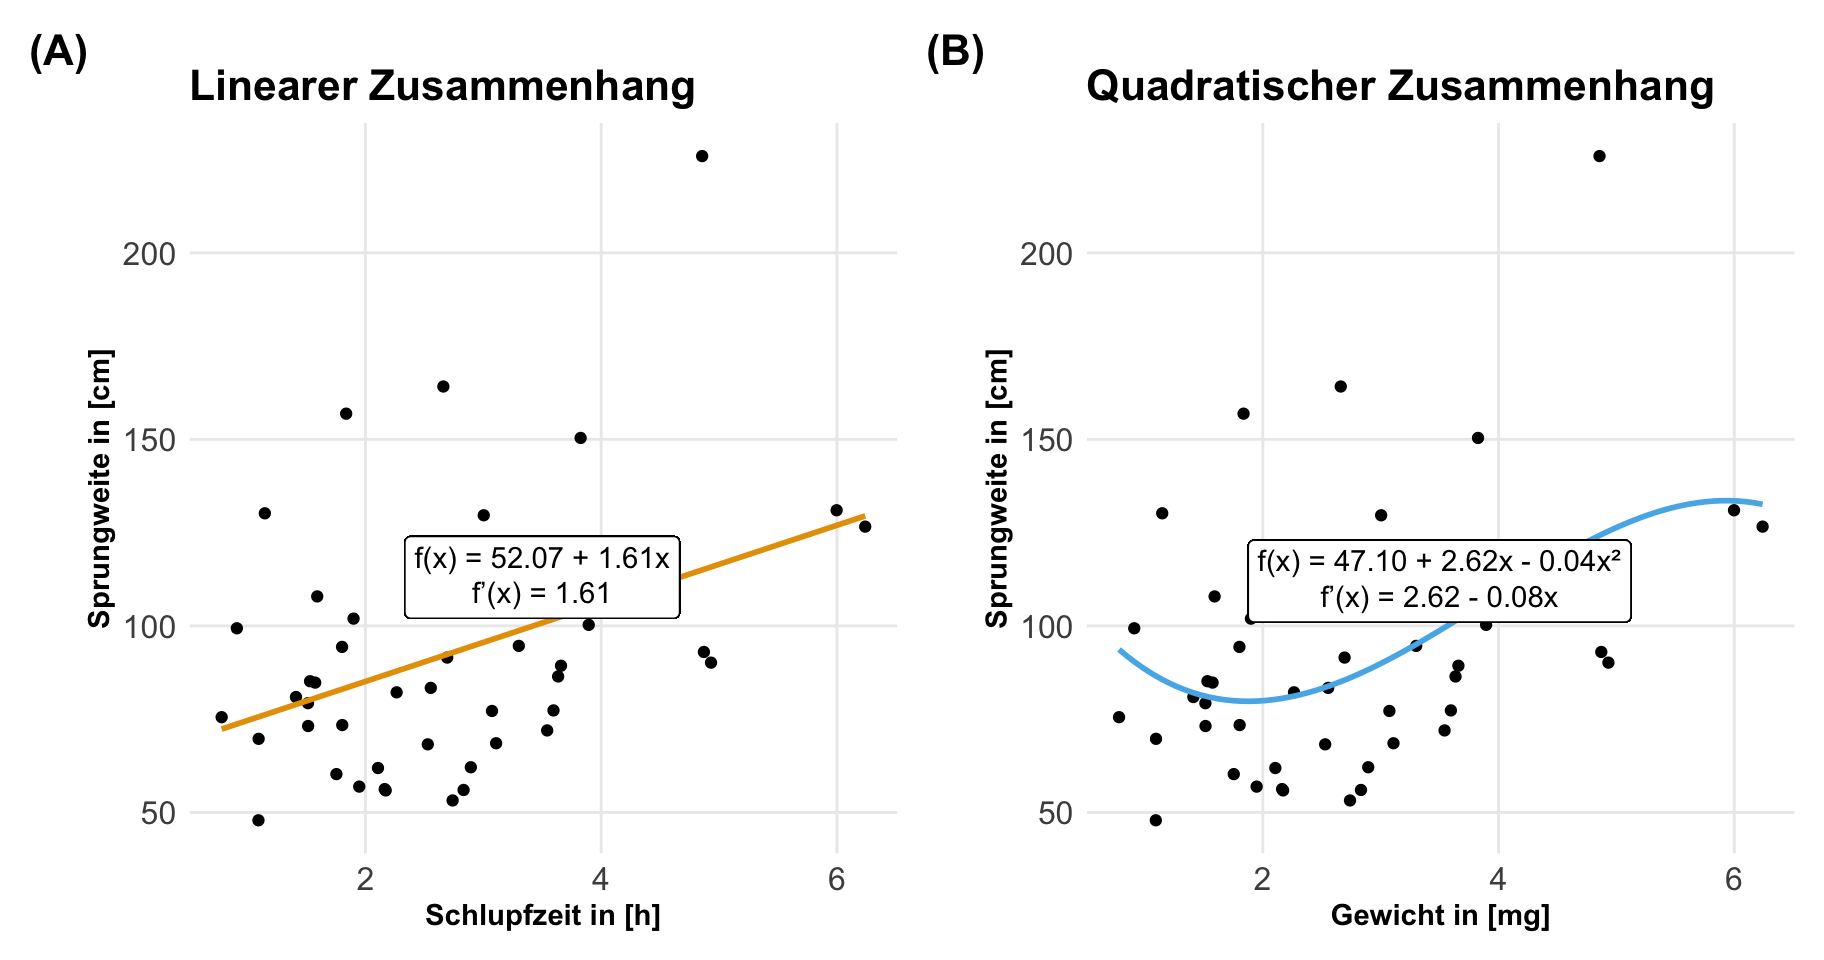 (A)
Linearer Zusammenhang
Sprungweite in [cm]
200
150
100
50
f(x) = 52.07 + 1.61x
f’(x) = 1.61
2
4
6
Schlupfzeit in [h]
(B)
Quadratischer Zusammenhang
Sprungweite in [cm]
200
150
100
50
f(x) = 47.10 + 2.62x - 0.04x²
f’(x) = 2.62 - 0.08x
2
4
6
Gewicht in [mg]